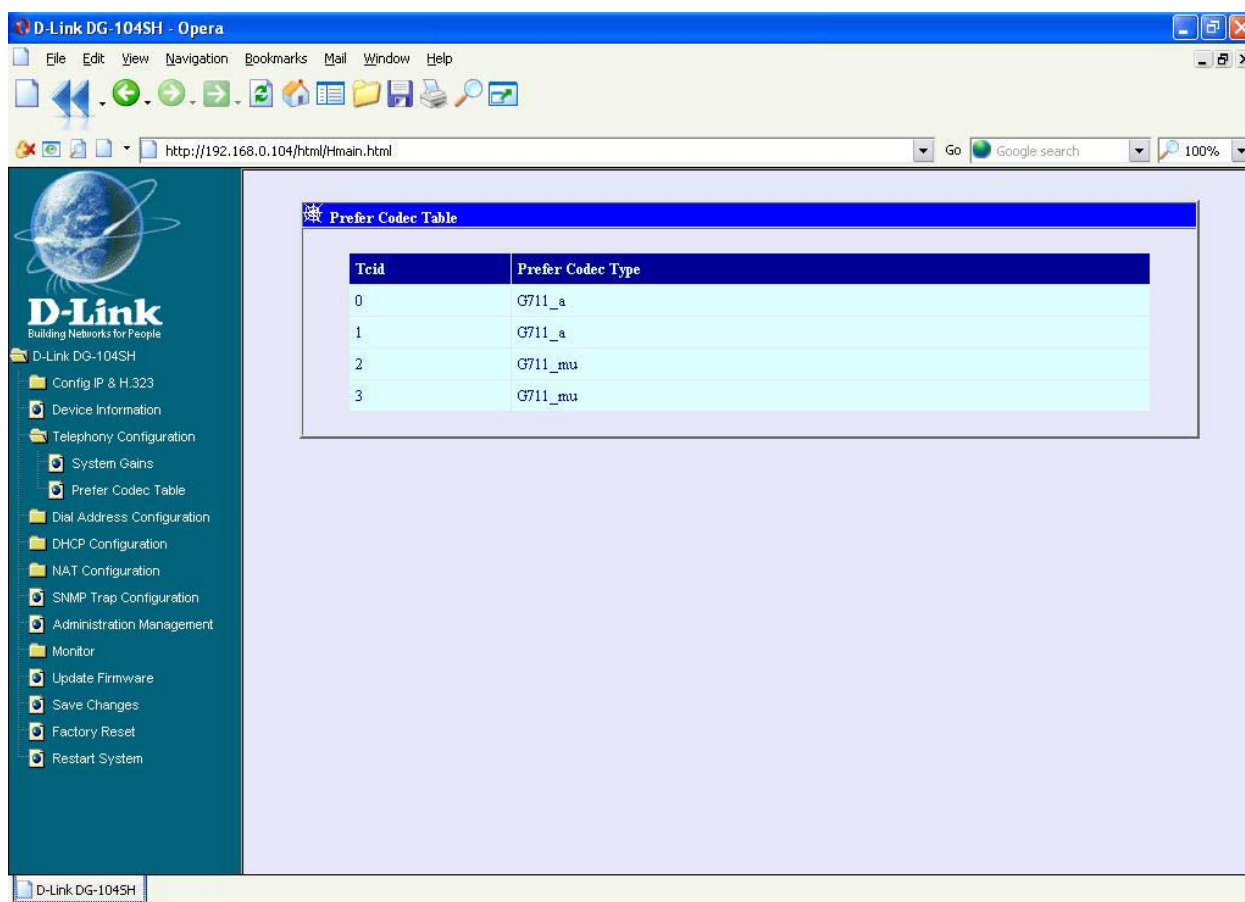 D-Link DG-104SH - Opera
File Edit View Navigation Bookmarks Mail Window Help
http://192.168.0.104/html/Hmain.html Go Google search 100%
D-Link
Building Networks for People
D-Link DG-104SH
Config IP & H.323
Device Information
Telephony Configuration
System Gains
Prefer Codec Table
Dial Address Configuration
DHCP Configuration
NAT Configuration
SNMP Trap Configuration
Administration Management
Monitor
Update Firmware
Save Changes
Factory Reset
Restart System
Prefer Codec Table
Tcid Prefer Codec Type
0 G711_a
1 G711_a
2 G711_mu
3 G711_mu
D-Link DG-104SH